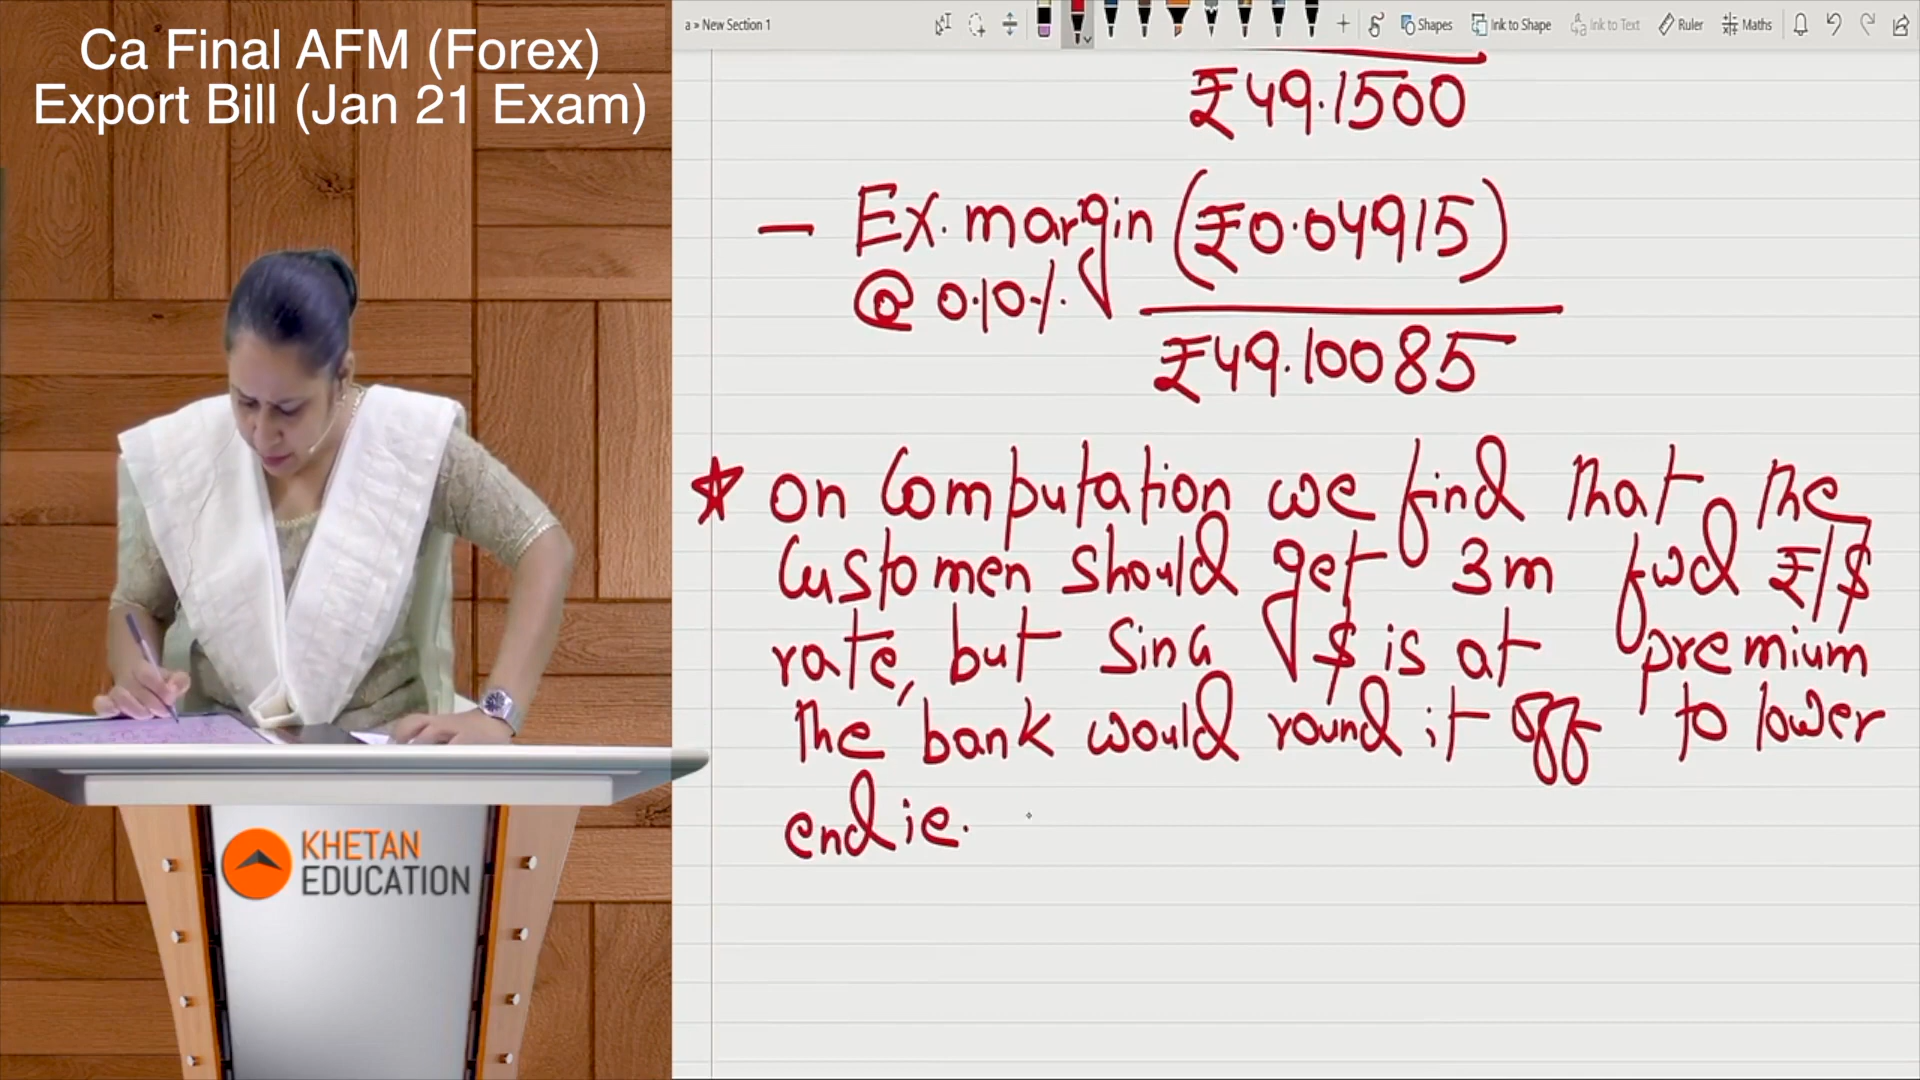 Ca Final AFM (Forex)
Export Bill (Jan 21 Exam)
a » New Section 1
Shapes
Ink to Shape
Ink to Text
Ruler
Maths
₹49.1500
— Ex. margin (₹0.04915)
@ 0.10%
₹49.10085
☆ On Computation we find that the
Customer should get 3m fwd ₹/$
rate, but Since $ is at premium
the bank would round it off to lower
end ie.
KHETAN
EDUCATION